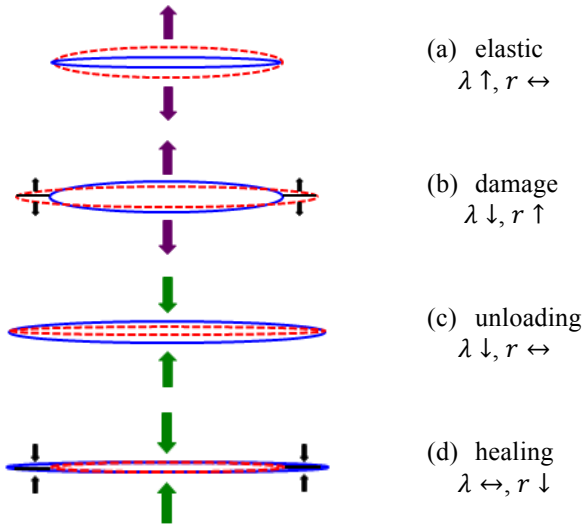 (a) elastic
λ ↑, r ↔
(b) damage
λ ↓, r ↑
(c) unloading
λ ↓, r ↔
(d) healing
λ ↔, r ↓